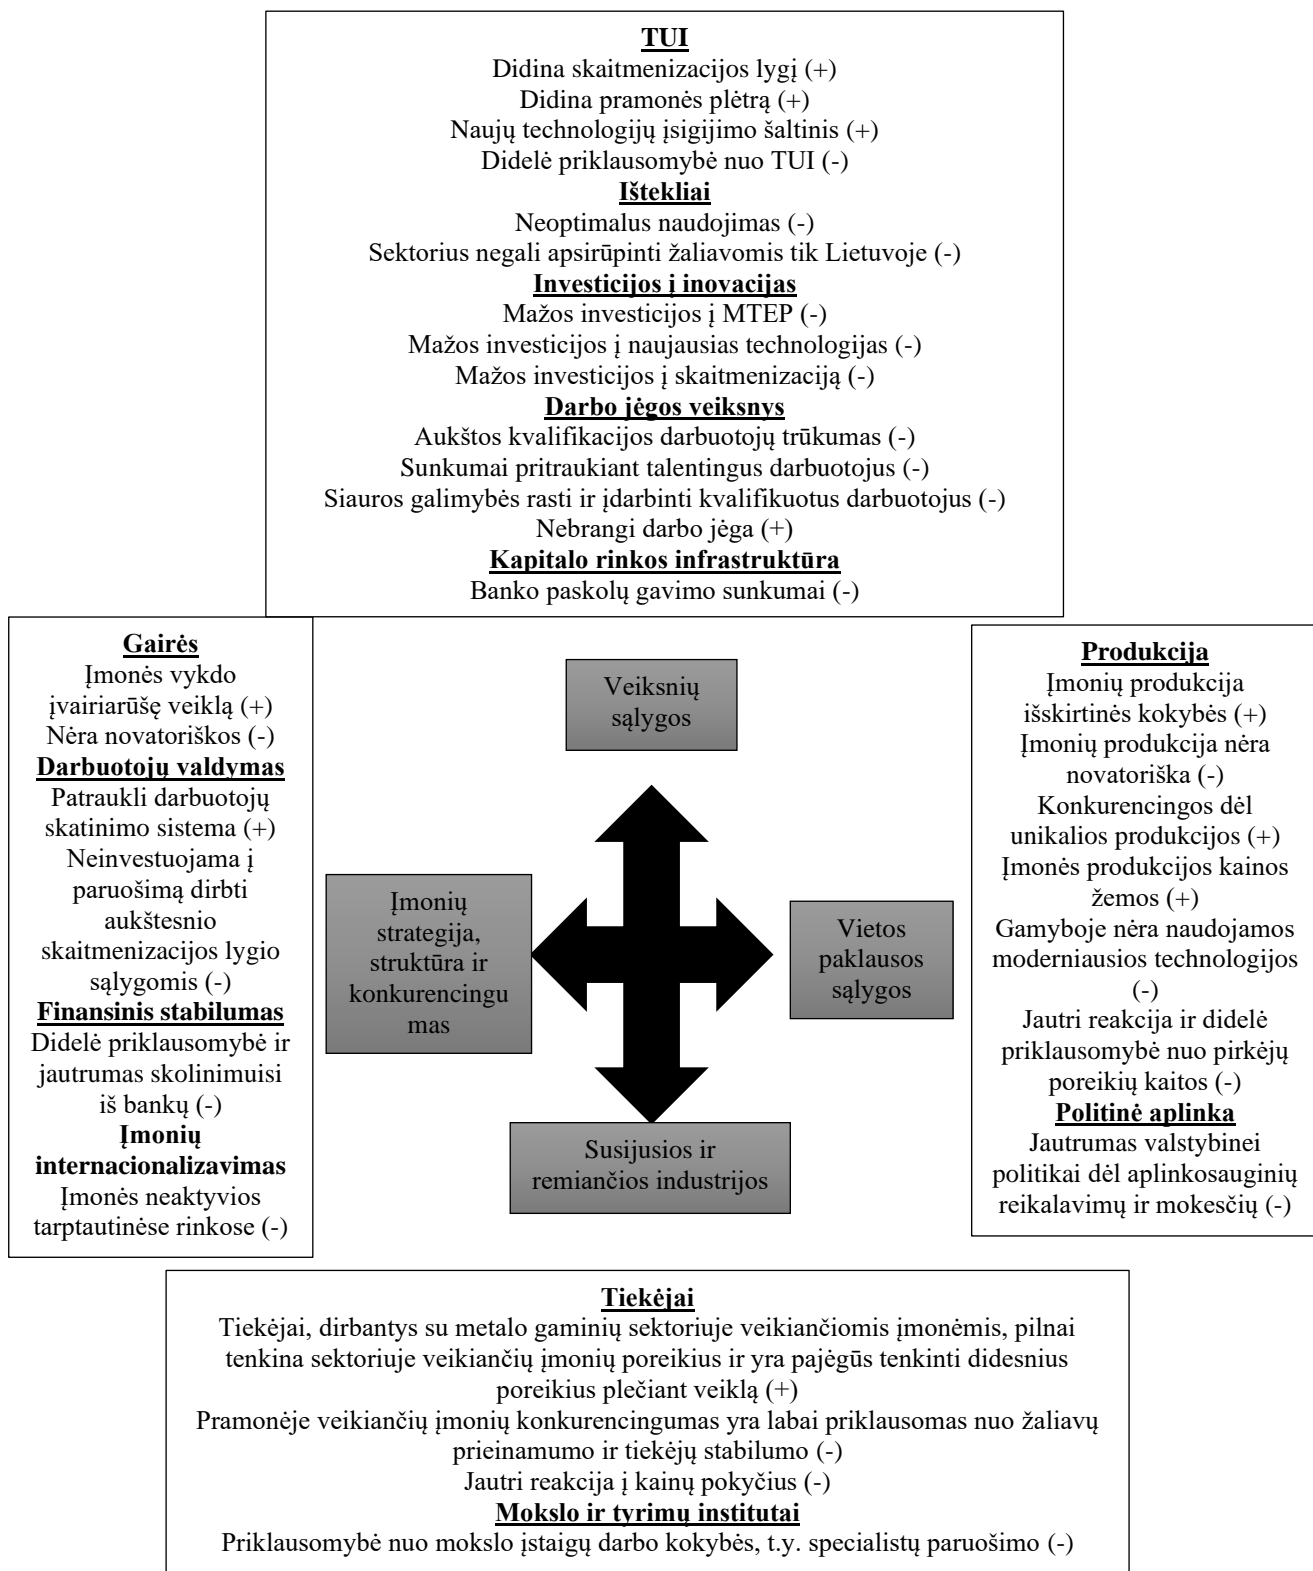 TUI
Didina skaitmenizacijos lygį (+)
Didina pramonės plėtrą (+)
Naujų technologijų įsigijimo šaltinis (+)
Didelė priklausomybė nuo TUI (-)
Ištekliai
Neoptimalus naudojimas (-)
Sektorius negali apsirūpinti žaliavomis tik Lietuvoje (-)
Investicijos į inovacijas
Mažos investicijos į MTEP (-)
Mažos investicijos į naujausias technologijas (-)
Mažos investicijos į skaitmenizaciją (-)
Darbo jėgos veiksnys
Aukštos kvalifikacijos darbuotojų trūkumas (-)
Sunkumai pritraukiant talentingus darbuotojus (-)
Siauros galimybės rasti ir įdarbinti kvalifikuotus darbuotojus (-)
Nebrangi darbo jėga (+)
Kapitalo rinkos infrastruktūra
Banko paskolų gavimo sunkumai (-)
Gairės
Įmonės vykdo
įvairiarūšę veiklą (+)
Nėra novatoriškos (-)
Darbuotojų valdymas
Patraukli darbuotojų
skatinimo sistema (+)
Neinvestuojama į
paruošimą dirbti
aukštesnio
skaitmenizacijos lygio
sąlygomis (-)
Finansinis stabilumas
Didelė priklausomybė ir
jautrumas skolinimuisi
iš bankų (-)
Įmonių
internacionalizavimas
Įmonės neaktyvios
tarptautinėse rinkose (-)
Veiksnių
sąlygos
Įmonių
strategija,
struktūra ir
konkurencingu
mas
Vietos
paklausos
sąlygos
Susijusios ir
remiančios industrijos
Produkcija
Įmonių produkcija
išskirtinės kokybės (+)
Įmonių produkcija nėra
novatoriška (-)
Konkurencingos dėl
unikalios produkcijos (+)
Įmonės produkcijos kainos
žemos (+)
Gamyboje nėra naudojamos
moderniausios technologijos
(-)
Jautri reakcija ir didelė
priklausomybė nuo pirkėjų
poreikių kaitos (-)
Politinė aplinka
Jautrumas valstybinei
politikai dėl aplinkosauginių
reikalavimų ir mokesčių (-)
Tiekėjai
Tiekėjai, dirbantys su metalo gaminių sektoriuje veikiančiomis įmonėmis, pilnai
tenkina sektoriuje veikiančių įmonių poreikius ir yra pajėgūs tenkinti didesnius
poreikius plečiant veiklą (+)
Pramonėje veikiančių įmonių konkurencingumas yra labai priklausomas nuo žaliavų
prieinamumo ir tiekėjų stabilumo (-)
Jautri reakcija į kainų pokyčius (-)
Mokslo ir tyrimų institutai
Priklausomybė nuo mokslo įstaigų darbo kokybės, t.y. specialistų paruošimo (-)